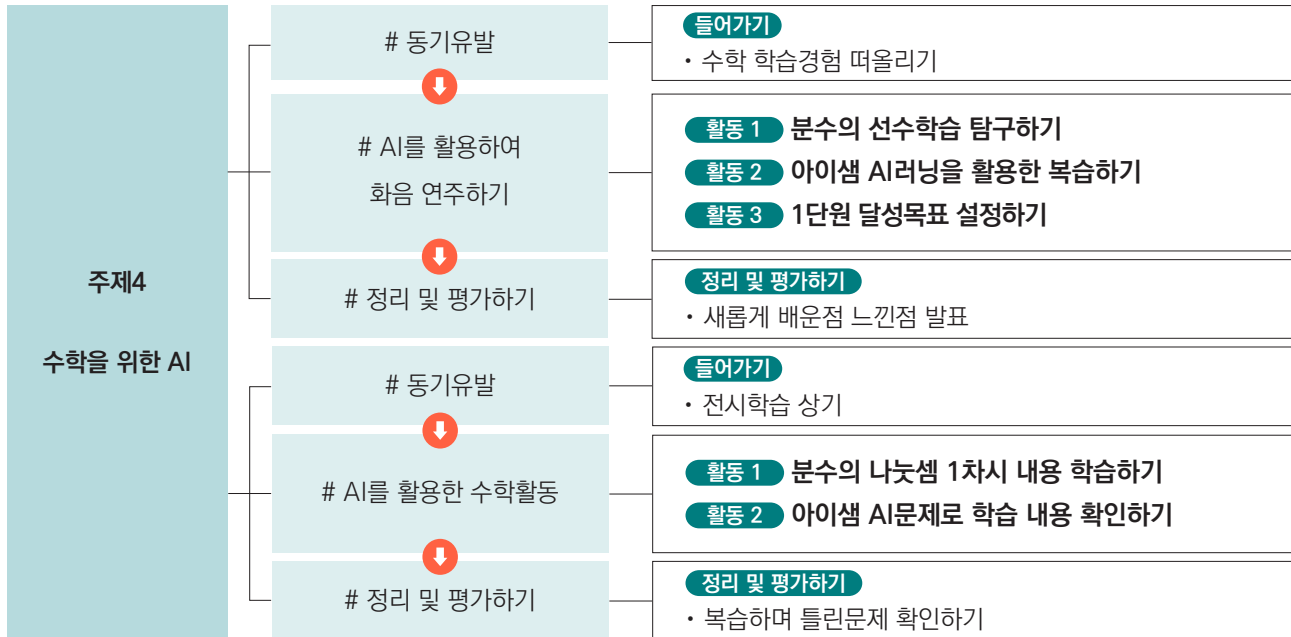 주제4
수학을 위한 AI
# 동기유발
들어가기
• 수학 학습경험 떠올리기
# AI를 활용하여
화음 연주하기
활동 1 분수의 선수학습 탐구하기
활동 2 아이샘 AI러닝을 활용한 복습하기
활동 3 1단원 달성목표 설정하기
# 정리 및 평가하기
정리 및 평가하기
• 새롭게 배운점 느낀점 발표
# 동기유발
들어가기
• 전시학습 상기
# AI를 활용한 수학활동
활동 1 분수의 나눗셈 1차시 내용 학습하기
활동 2 아이샘 AI문제로 학습 내용 확인하기
# 정리 및 평가하기
정리 및 평가하기
• 복습하며 틀린문제 확인하기